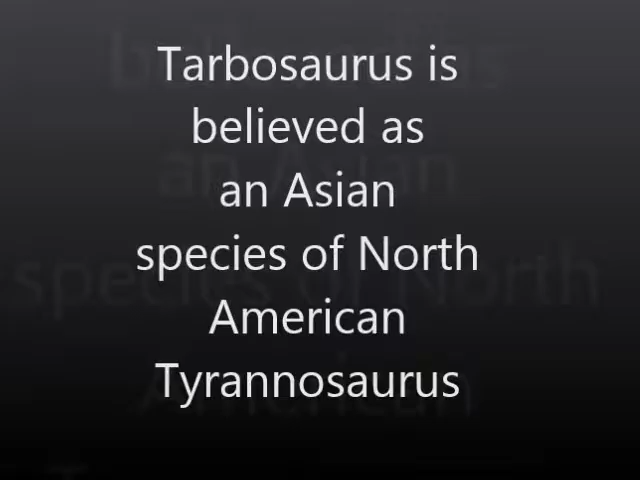 Tarbosaurus is
believed as
an Asian
species of North
American
Tyrannosaurus